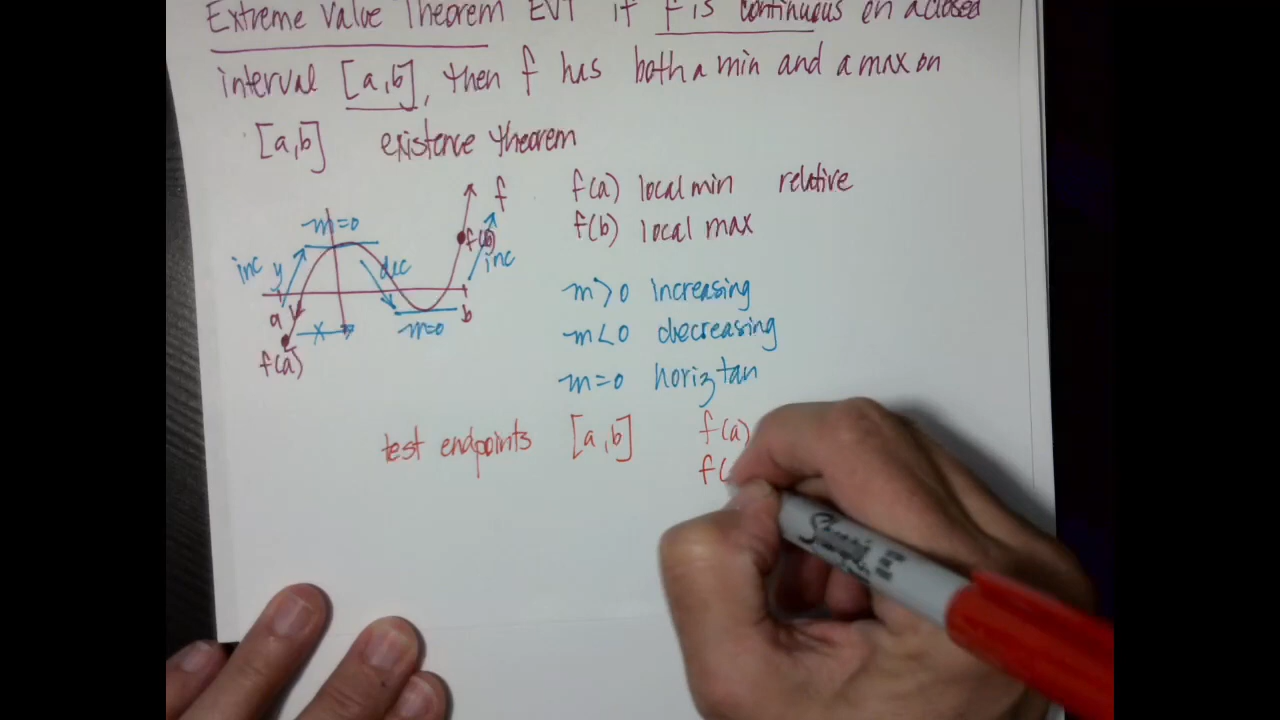 Extreme Value Theorem EVT if f is continuous on a closed
interval [a,b], then f has both a min and a max on
[a,b] existence theorem
f(a) local min relative
f(b) local max
f
m=0
f(b)
inc
y
dec
inc
a
x
m=0
b
f(a)
m>0 increasing
m<0 decreasing
m=0 horiz tan
test endpoints [a,b] f(a)
f(
Sharpie